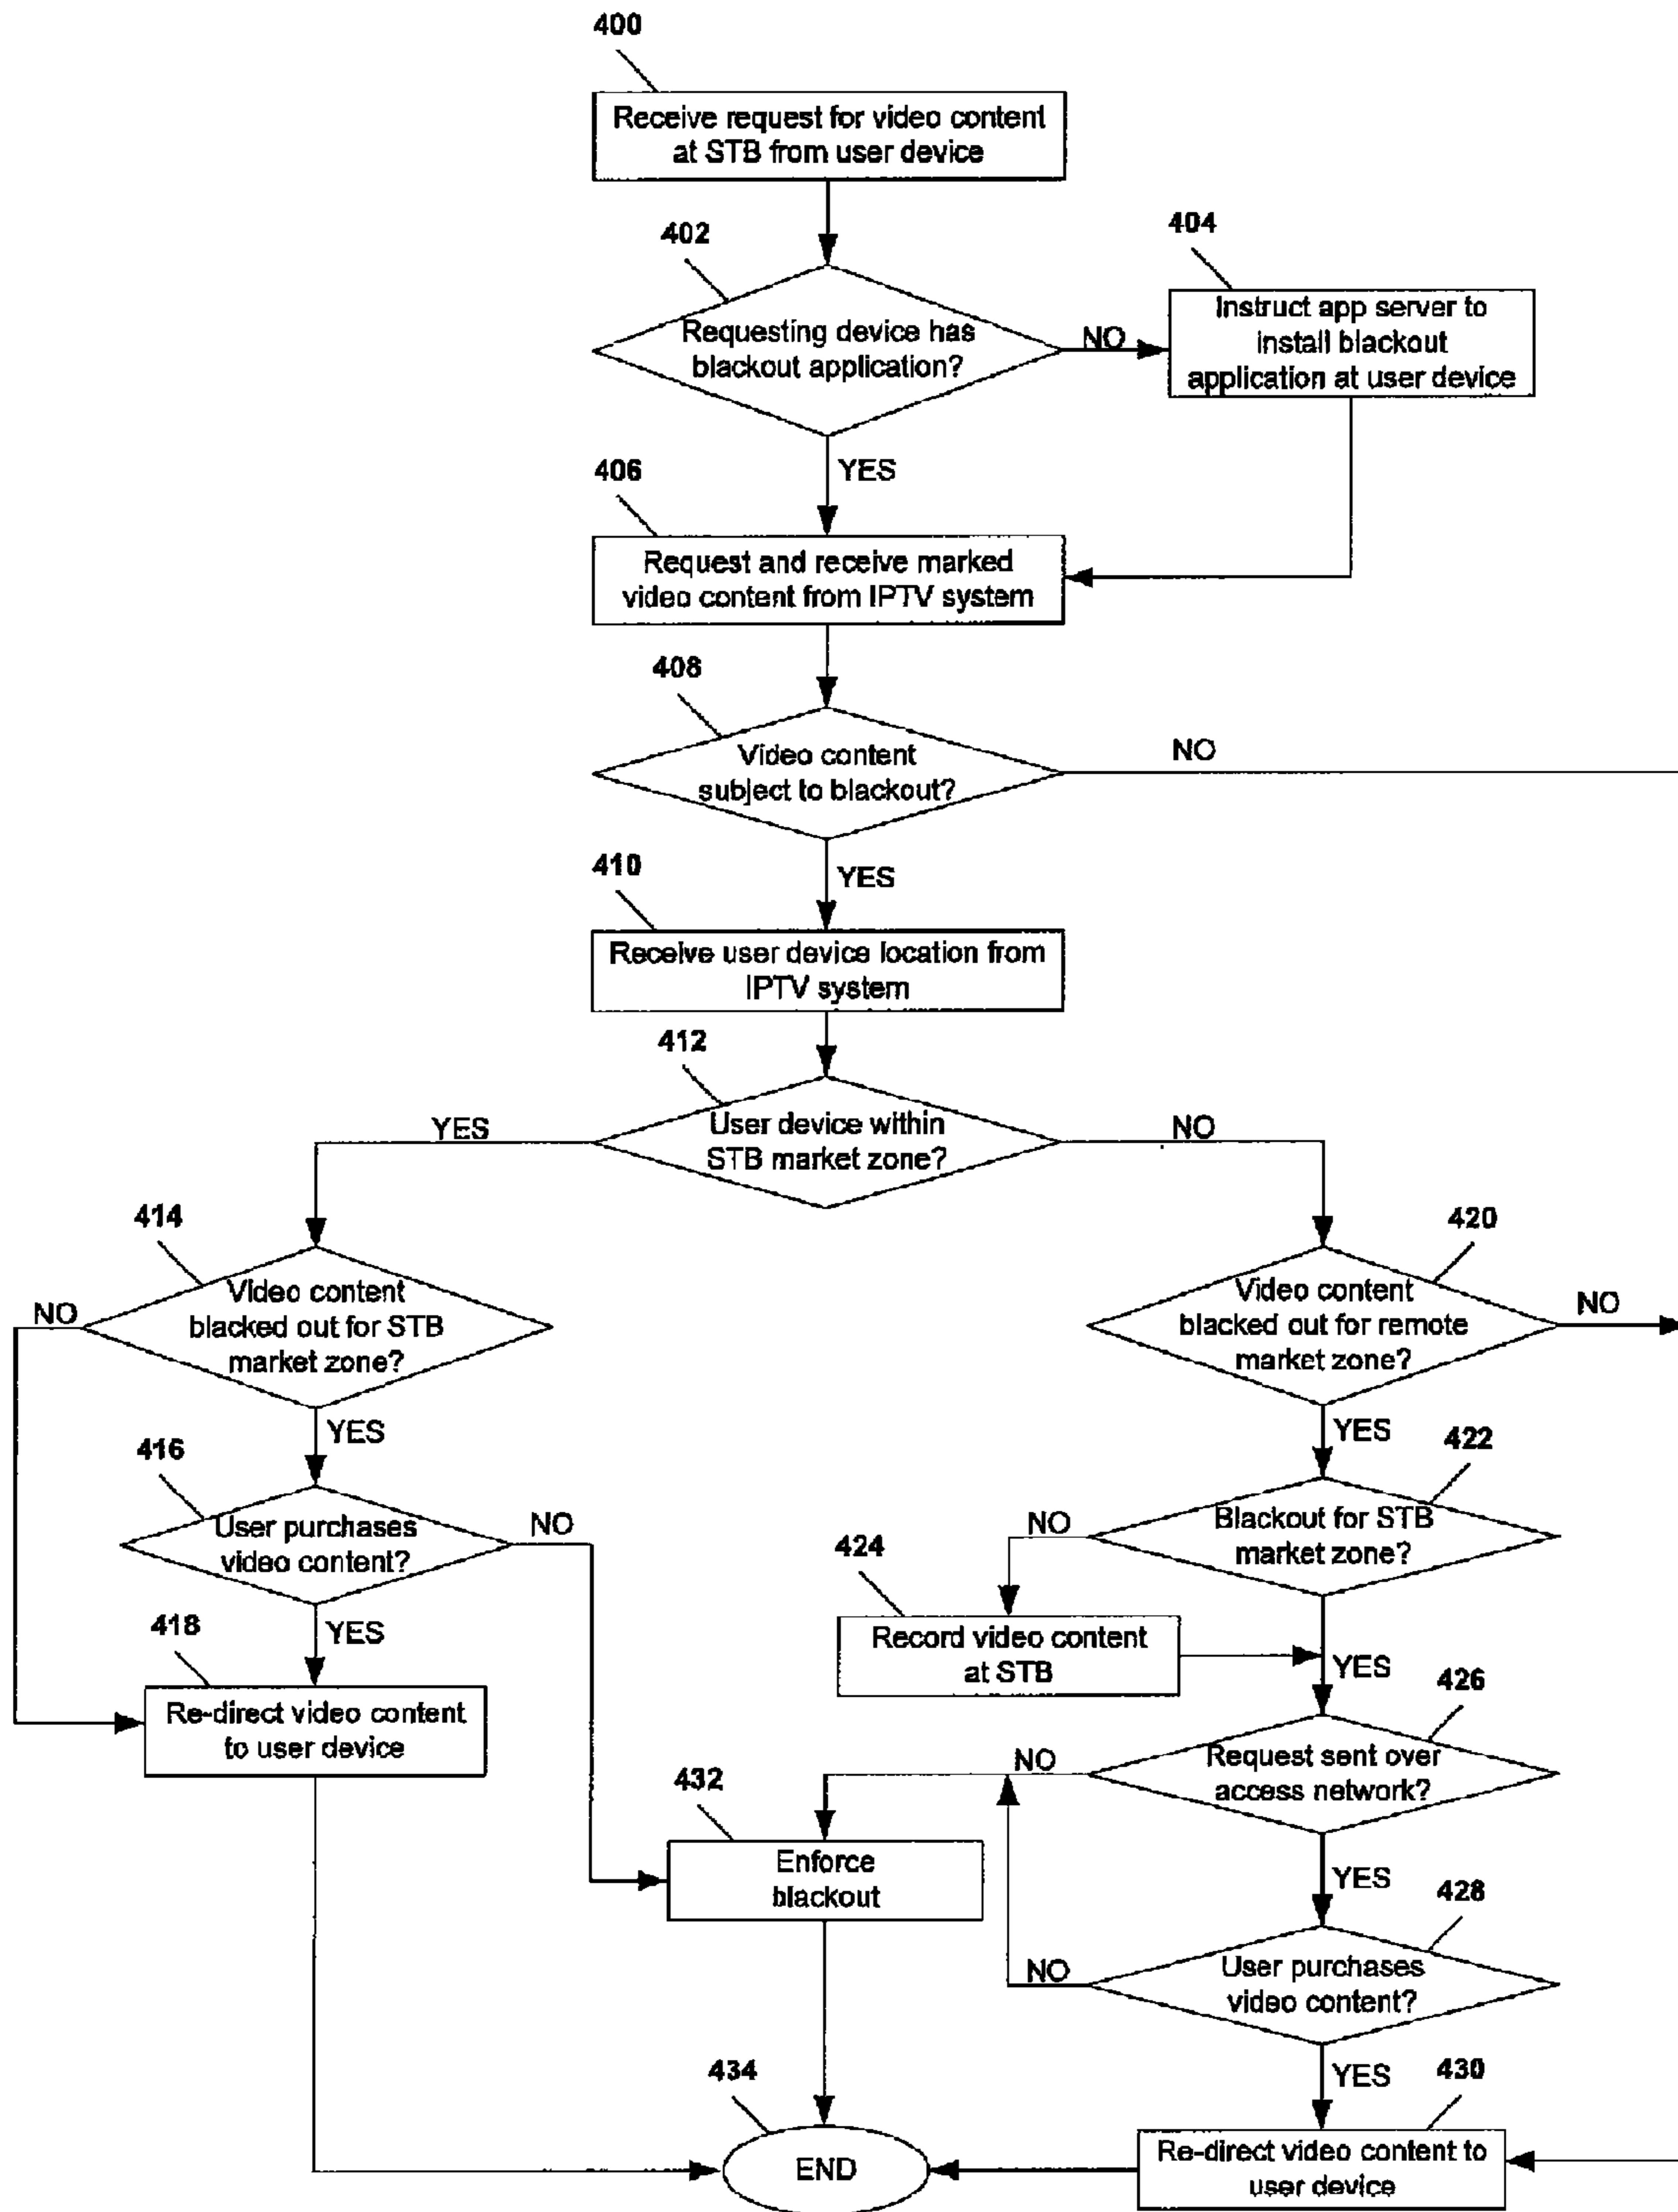 400
Receive request for video content
at STB from user device
402
Requesting device has
blackout application?
NO
404
Instruct app server to
install blackout
application at user device
YES
406
Request and receive marked
video content from IPTV system
408
Video content
subject to blackout?
NO
YES
410
Receive user device location from
IPTV system
412
User device within
STB market zone?
YES
NO
414
Video content
blacked out for STB
market zone?
NO
YES
416
User purchases
video content?
NO
YES
418
Re-direct video content
to user device
420
Video content
blacked out for remote
market zone?
NO
YES
422
Blackout for STB
market zone?
NO
424
Record video content
at STB
YES
426
Request sent over
access network?
NO
432
Enforce
blackout
YES
428
User purchases
video content?
NO
YES
430
Re-direct video content to
user device
434
END